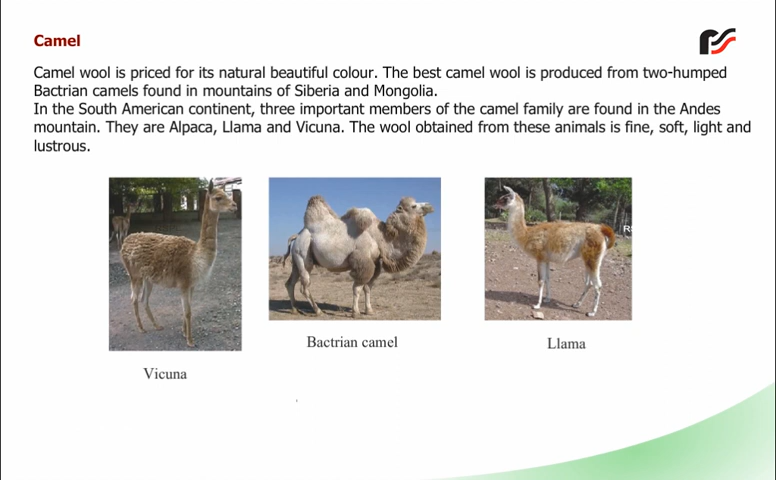 Camel
Camel wool is priced for its natural beautiful colour. The best camel wool is produced from two-humped
Bactrian camels found in mountains of Siberia and Mongolia.
In the South American continent, three important members of the camel family are found in the Andes
mountain. They are Alpaca, Llama and Vicuna. The wool obtained from these animals is fine, soft, light and
lustrous.
Bactrian camel
Llama
Vicuna